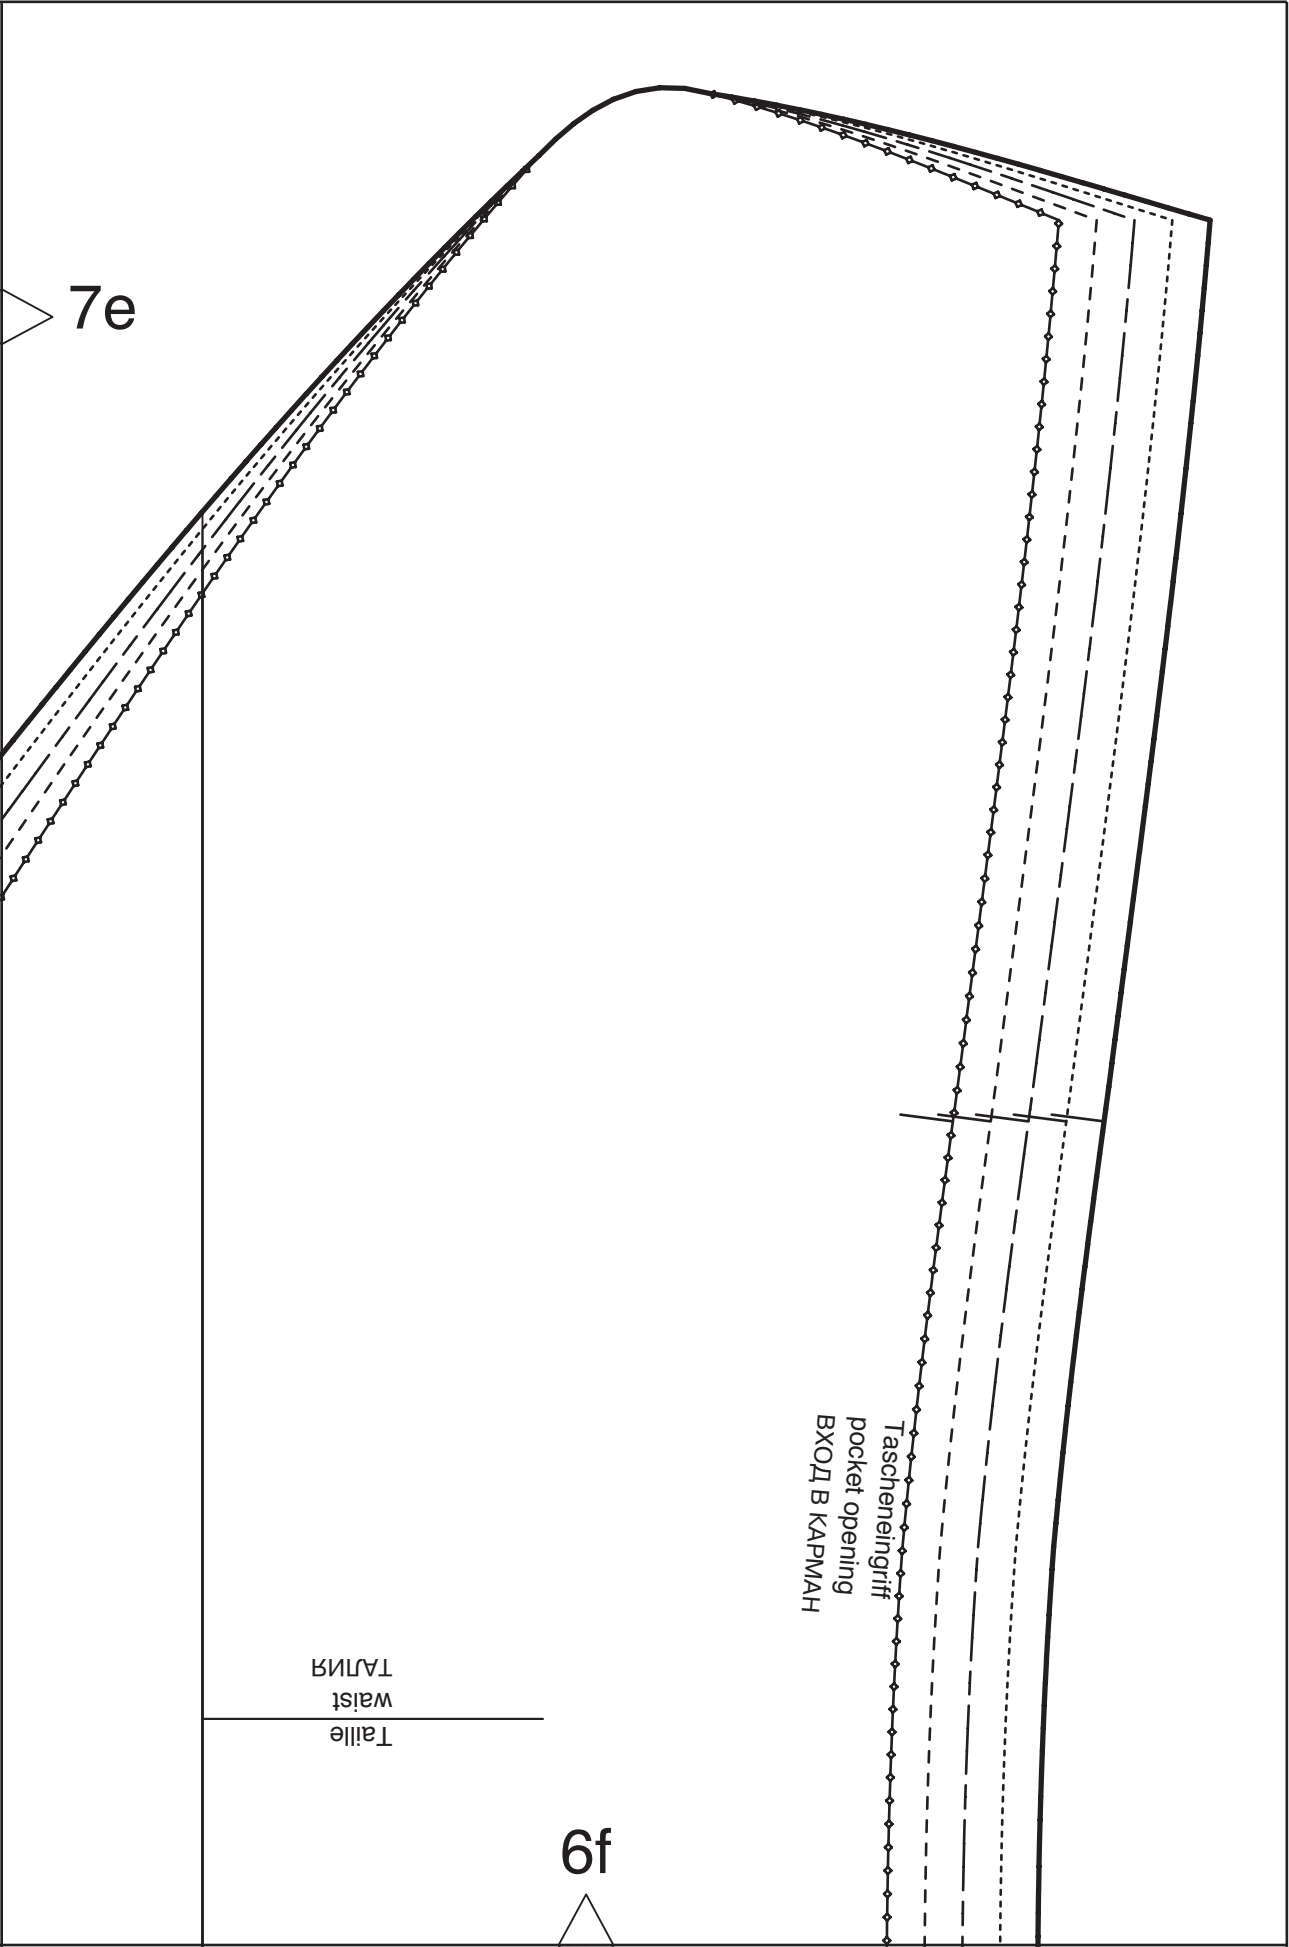 7e
Tascheneingriff
pocket opening
ВХОД В КАРМАН
Taille
waist
ТАЛИЯ
6f